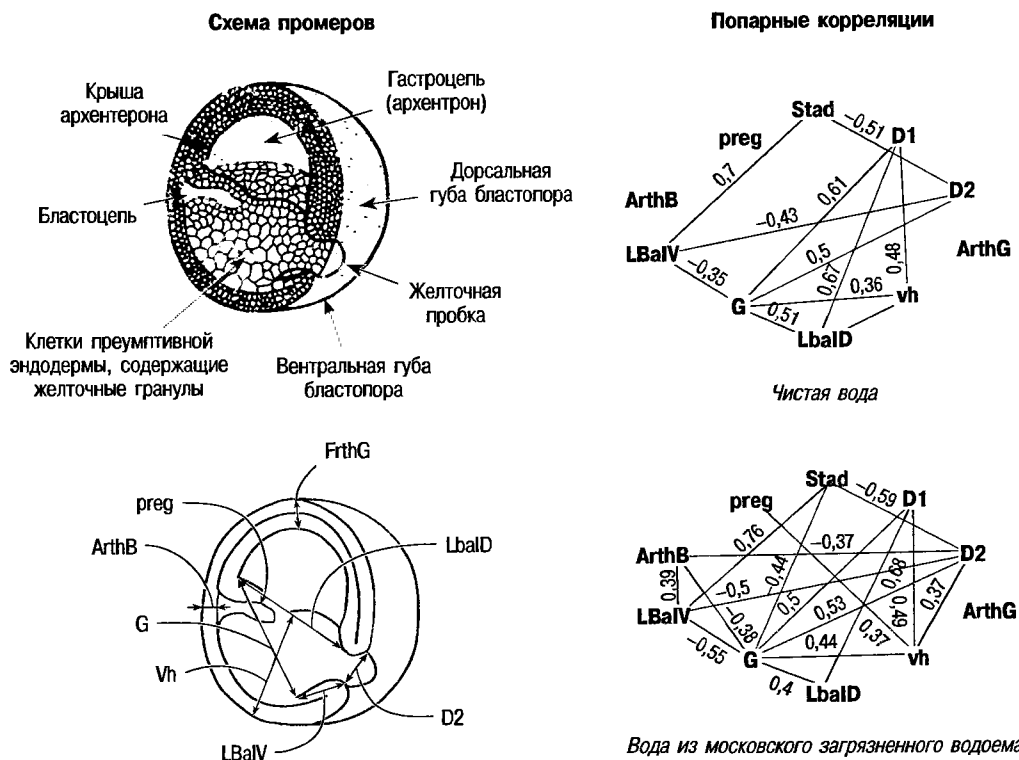 Схема промеров
Крыша
архентерона
Гастроцепь
(архентрон)
Дорсальная
губа бластопора
Бластоцепь
Желточная
пробка
Клетки преумптивной
эндодермы, содержащие
желточные гранулы
Вентральная губа
бластопора
Попарные корреляции
Stad
preg
−0,51
D1
0,7
D2
ArthB
0,61
−0,43
LBalV
0,5
ArthG
−0,35
0,67
0,48
0,36
vh
G
0,51
LbalD
Чистая вода
FrthG
preg
ArthB
LbalD
G
Vh
D2
LBalV
Stad
preg
−0,59
D1
0,76
ArthB
−0,37
D2
0,39
−0,44
0,68
−0,5
0,5
0,53
0,49
0,37
LBalV
ArthG
−0,38
−0,55
0,44
0,37
G
vh
0,4
LbalD
Вода из московского загрязненного водоема